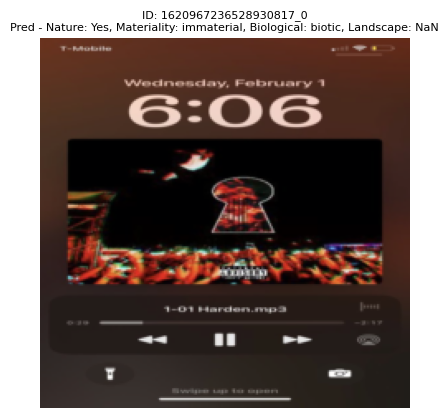 ID: 1620967236528930817_0
Pred - Nature: Yes, Materiality: immaterial, Biological: biotic, Landscape: NaN
T-Mobile
Wednesday, February 1
6:06
ADVISORY
1-01 Harden.mp3
0:29
-2:17
Swipe up to open